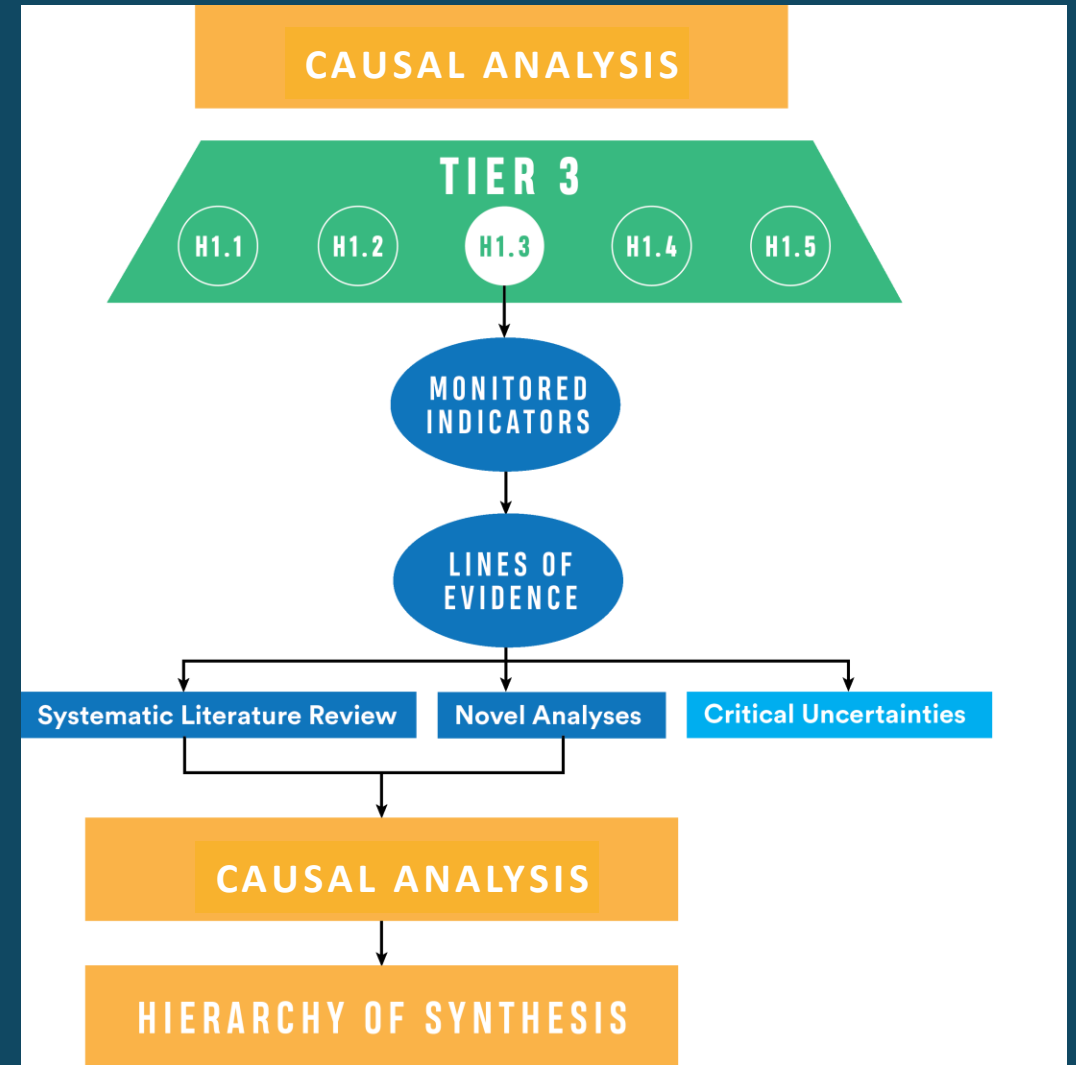 CAUSAL ANALYSIS
TIER 3
H1.1 H1.2 H1.3 H1.4 H1.5
MONITORED
INDICATORS
LINES OF
EVIDENCE
Systematic Literature Review Novel Analyses Critical Uncertainties
CAUSAL ANALYSIS
HIERARCHY OF SYNTHESIS